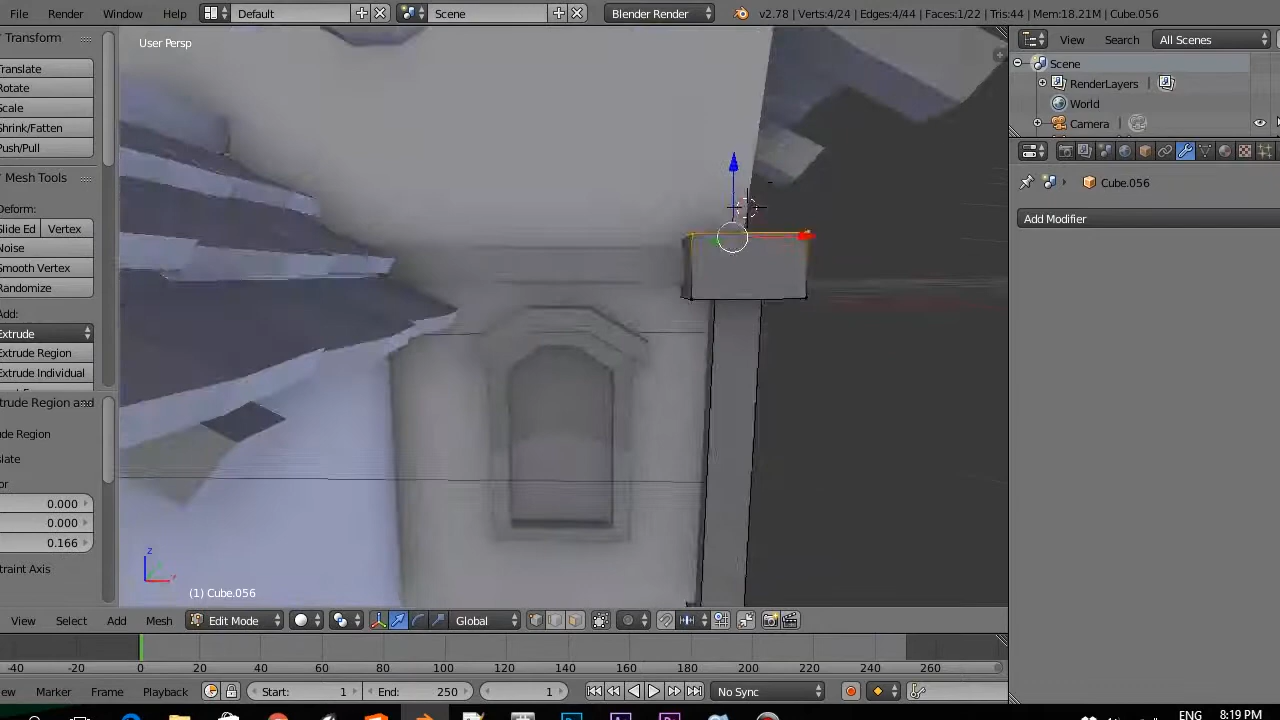 File Render Window Help Default Scene Blender Render v2.78 | Verts:4/24 | Edges:4/44 | Faces:1/22 | Tris:44 | Mem:18.21M | Cube.056
Transform
Translate
Rotate
Scale
Shrink/Fatten
Push/Pull
Mesh Tools
Deform:
Slide Ed Vertex
Noise
Smooth Vertex
Randomize
Add:
Extrude
Extrude Region
Extrude Individual
trude Region and
de Region
slate
or
0.000
0.000
0.166
traint Axis
User Persp
(1) Cube.056
View Search All Scenes
Scene
RenderLayers
World
Camera
Cube.056
Add Modifier
z
View Select Add Mesh Edit Mode Global
-40 -20 0 20 40 60 80 100 120 140 160 180 200 220 240 260
ew Marker Frame Playback Start: 1 End: 250 1 No Sync
ENG 8:19 PM